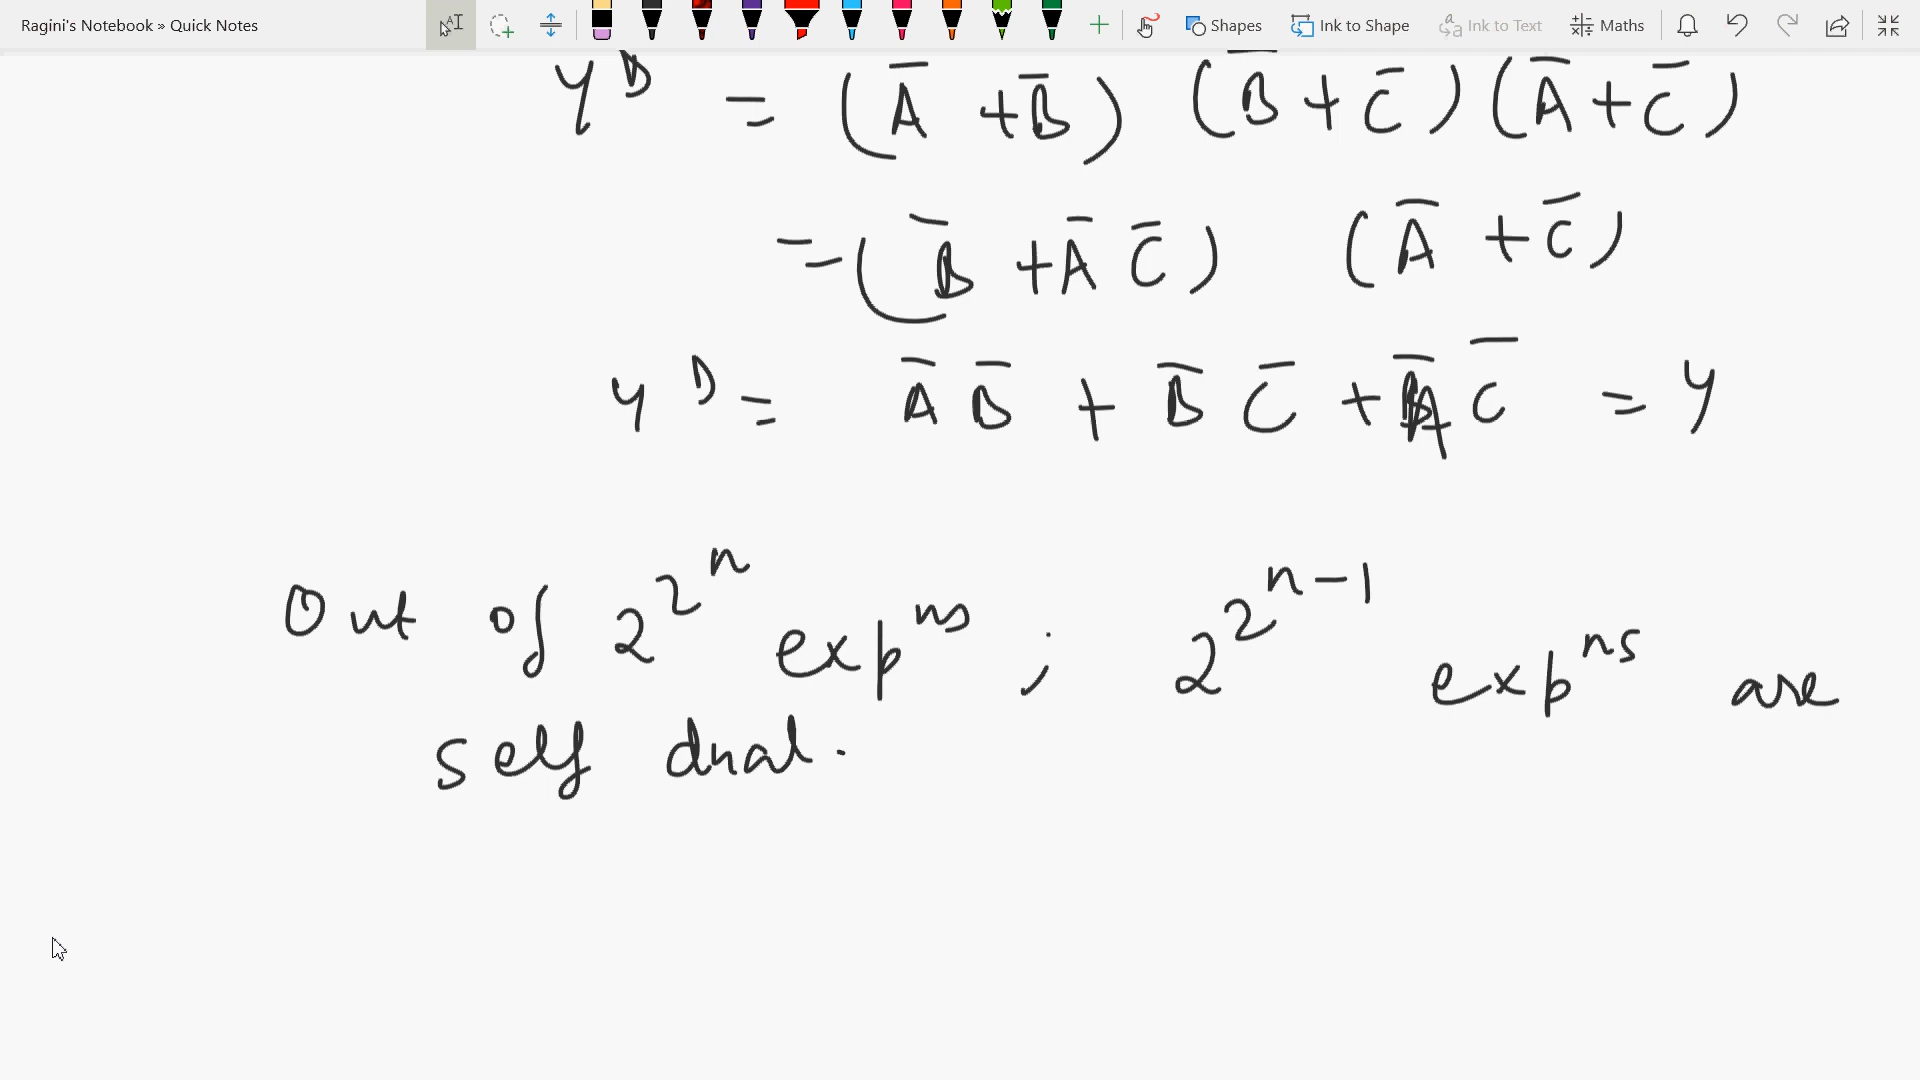 Ragini's Notebook » Quick Notes
Shapes
Ink to Shape
Ink to Text
Maths
Y^D = (A̅ + B̅) (B̅ + C̅) (A̅ + C̅)
= (B̅ + A̅ C̅) (A̅ + C̅)
Y^D = A̅ B̅ + B̅ C̅ + A̅ C̅ = Y
Out of 2^2^n exp^ns ; 2^2^n-1 exp^ns are
self dual.